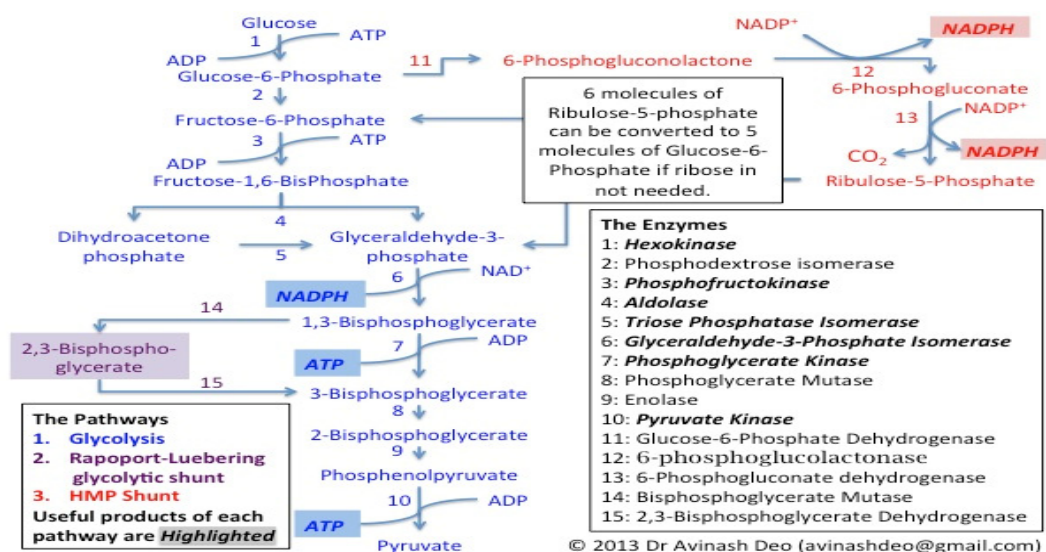 Glucose
1
ATP
ADP
Glucose-6-Phosphate
2
Fructose-6-Phosphate
3
ATP
ADP
Fructose-1,6-BisPhosphate
4
Dihydroacetone
phosphate
5
Glyceraldehyde-3-
phosphate
6
NAD⁺
NADPH
1,3-Bisphosphoglycerate
14
2,3-Bisphospho-
glycerate
15
7
ADP
ATP
3-Bisphosphoglycerate
8
2-Bisphosphoglycerate
9
Phosphenolpyruvate
10
ADP
ATP
Pyruvate
11
6-Phosphogluconolactone
NADP⁺
NADPH
12
6-Phosphogluconate
13
NADP⁺
CO₂
NADPH
Ribulose-5-Phosphate
6 molecules of
Ribulose-5-phosphate
can be converted to 5
molecules of Glucose-6-
Phosphate if ribose in
not needed.
The Pathways
1. Glycolysis
2. Rapoport-Luebering
glycolytic shunt
3. HMP Shunt
Useful products of each
pathway are Highlighted
The Enzymes
1: Hexokinase
2: Phosphodextrose isomerase
3: Phosphofructokinase
4: Aldolase
5: Triose Phosphatase Isomerase
6: Glyceraldehyde-3-Phosphate Isomerase
7: Phosphoglycerate Kinase
8: Phosphoglycerate Mutase
9: Enolase
10: Pyruvate Kinase
11: Glucose-6-Phosphate Dehydrogenase
12: 6-phosphoglucolactonase
13: 6-Phosphogluconate dehydrogenase
14: Bisphosphoglycerate Mutase
15: 2,3-Bisphosphoglycerate Dehydrogenase
© 2013 Dr Avinash Deo (avinashdeo@gmail.com)